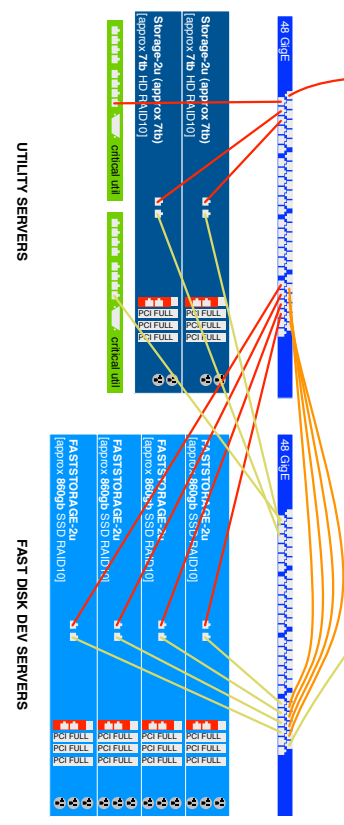 48 GigE
Storage-2u (approx 7tb)
[approx 7tb HD RAID10]
Storage-2u (approx 7tb)
[approx 7tb HD RAID10]
critical util
critical util
PCI FULL
PCI FULL
PCI FULL
PCI FULL
PCI FULL
PCI FULL
UTILITY SERVERS
48 GigE
FASTSTORAGE-2u
[approx 860gb SSD RAID10]
FASTSTORAGE-2u
[approx 860gb SSD RAID10]
FASTSTORAGE-2u
[approx 860gb SSD RAID10]
FASTSTORAGE-2u
[approx 860gb SSD RAID10]
PCI FULL
PCI FULL
PCI FULL
PCI FULL
PCI FULL
PCI FULL
PCI FULL
PCI FULL
PCI FULL
PCI FULL
PCI FULL
PCI FULL
FAST DISK DEV SERVERS